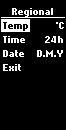 Regional
Temp °C
Time 24h
Date D.M.Y
Exit